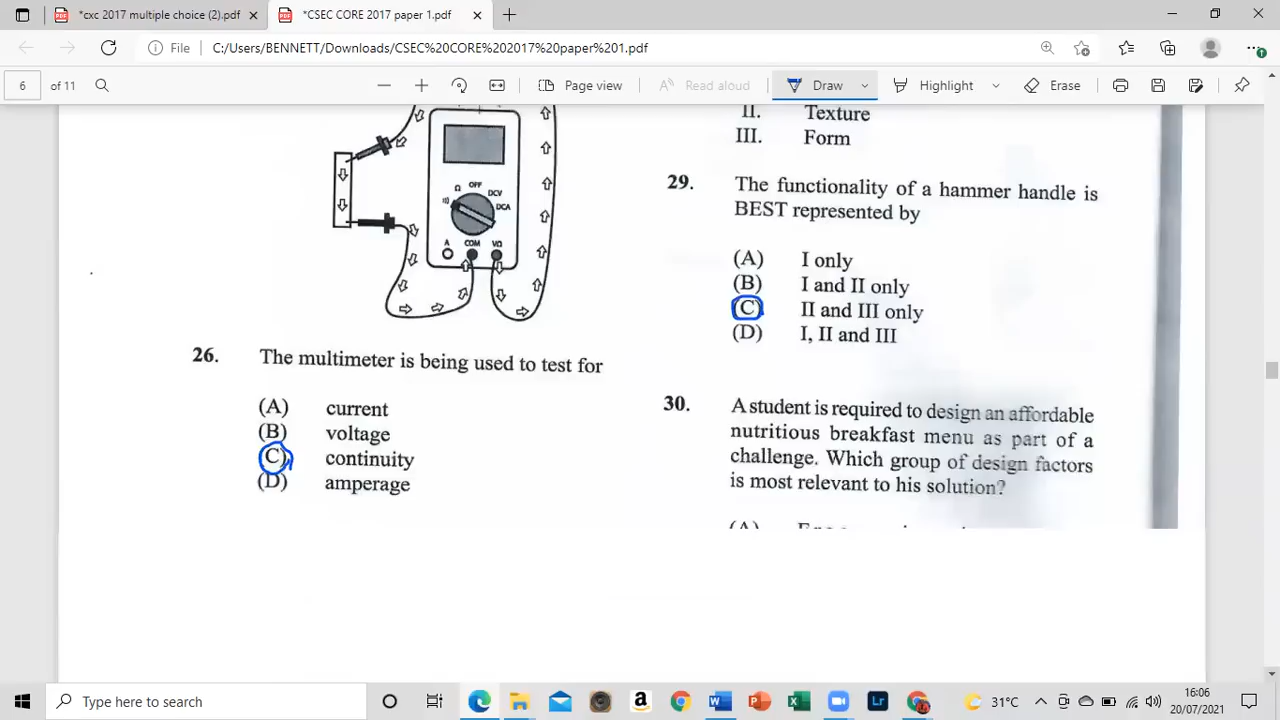 *cxc 2017 multiple choice (2).pdf
*CSEC CORE 2017 paper 1.pdf
File
C:/Users/BENNETT/Downloads/CSEC%20CORE%202017%20paper%201.pdf
6 of 11
Page view
Read aloud
Draw
Highlight
Erase
Ω OFF DCV
DCA
A COM VΩ
26. The multimeter is being used to test for
(A) current
(B) voltage
(C) continuity
(D) amperage
II. Texture
III. Form
29. The functionality of a hammer handle is
BEST represented by
(A) I only
(B) I and II only
(C) II and III only
(D) I, II and III
30. A student is required to design an affordable
nutritious breakfast menu as part of a
challenge. Which group of design factors
is most relevant to his solution?
(A)
Type here to search
31°C
16:06
20/07/2021